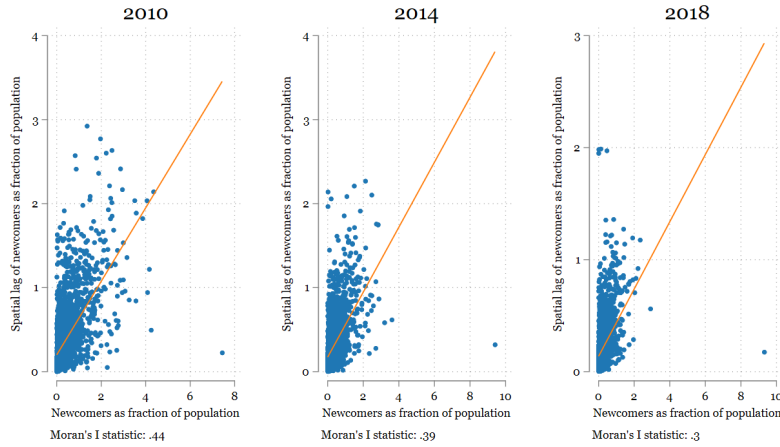 2010
4
3
2
1
0
Spatial lag of newcomers as fraction of population
0 2 4 6 8
Newcomers as fraction of population
Moran's I statistic: .44
2014
4
3
2
1
0
Spatial lag of newcomers as fraction of population
0 2 4 6 8 10
Newcomers as fraction of population
Moran's I statistic: .39
2018
3
2
1
0
Spatial lag of newcomers as fraction of population
0 2 4 6 8 10
Newcomers as fraction of population
Moran's I statistic: .3